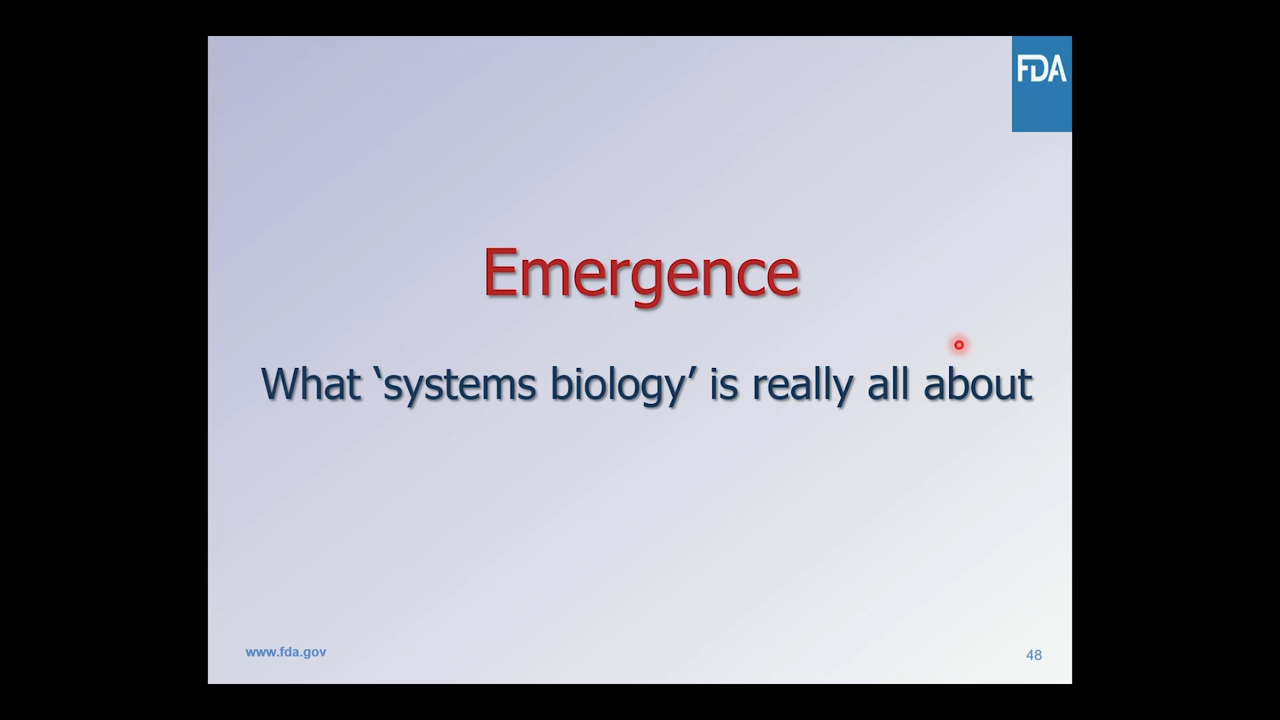 FDA
Emergence
What ‘systems biology’ is really all about
www.fda.gov
48